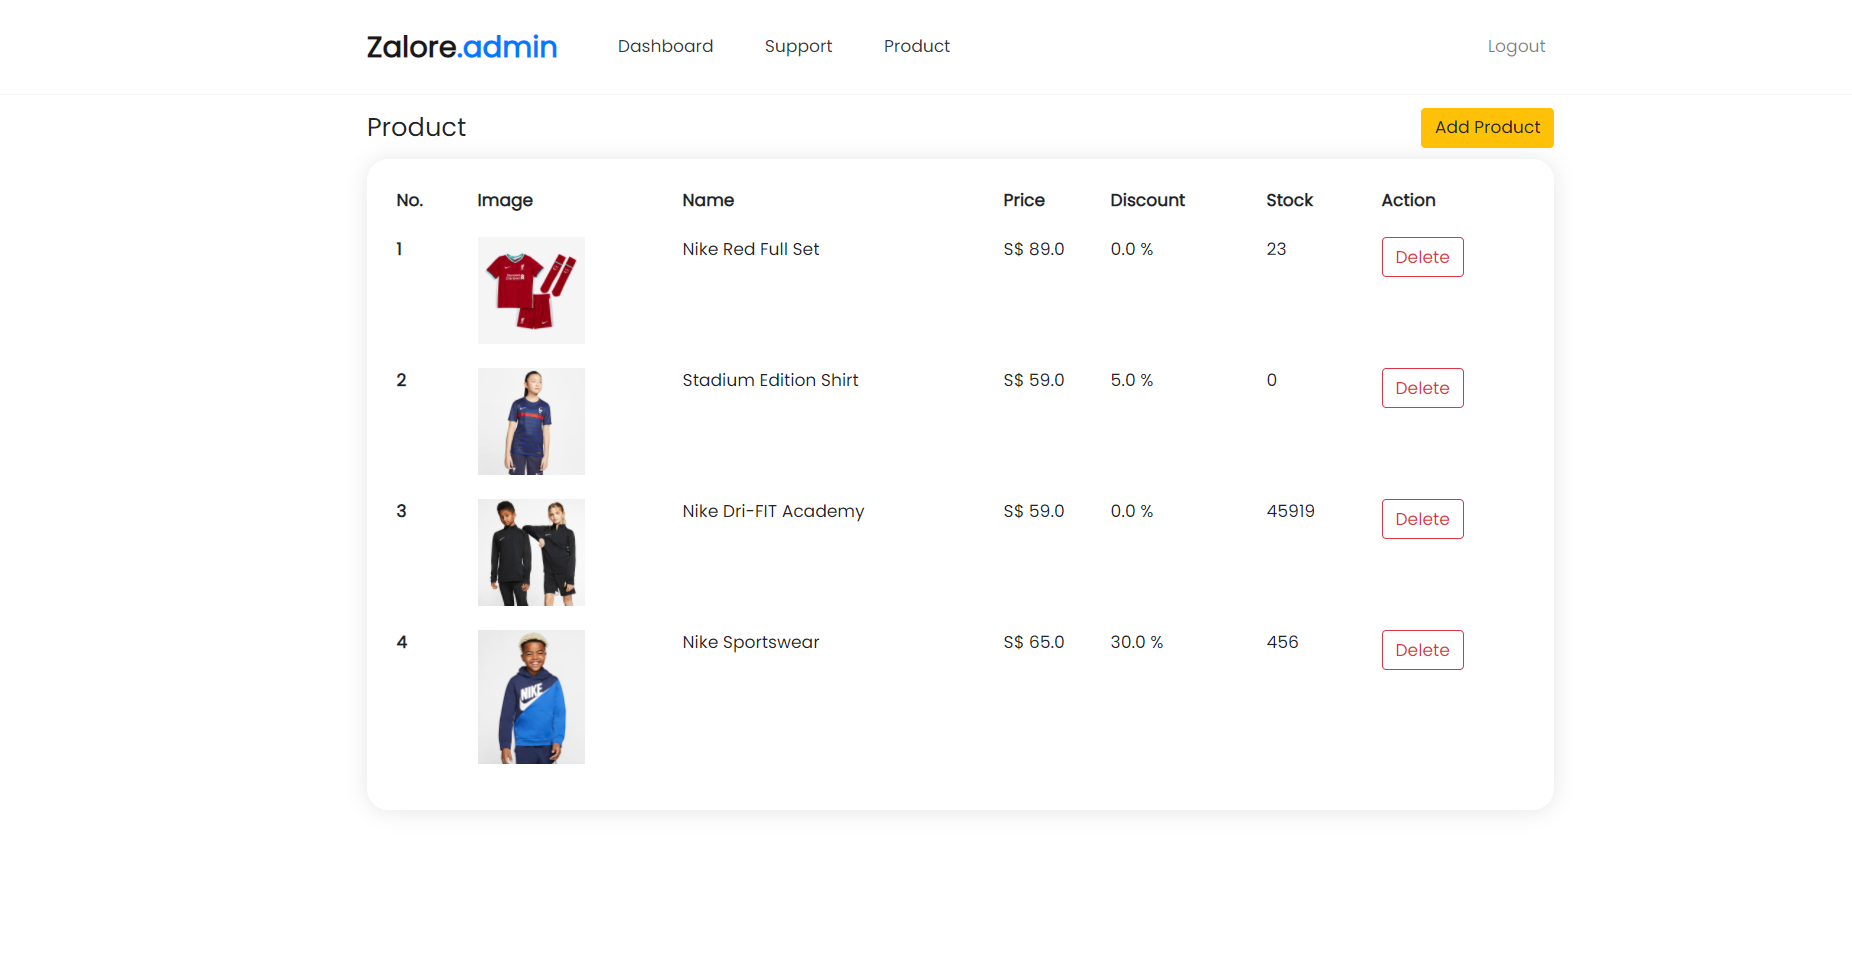 Zalore.admin Dashboard Support Product Logout
Product Add Product
No. Image Name Price Discount Stock Action
1 Nike Red Full Set S$ 89.0 0.0 % 23 Delete
2 Stadium Edition Shirt S$ 59.0 5.0 % 0 Delete
3 Nike Dri-FIT Academy S$ 59.0 0.0 % 45919 Delete
4 Nike Sportswear S$ 65.0 30.0 % 456 Delete
NIKE